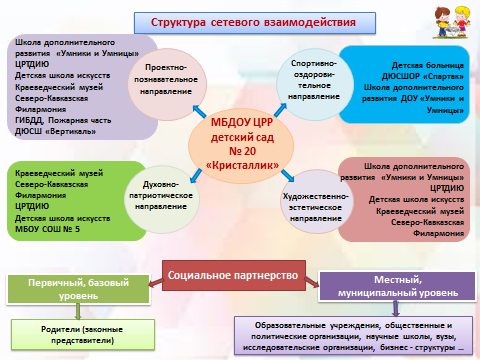 Структура сетевого взаимодействия
Школа дополнительного
развития «Умники и Умницы»
ЦРТДИЮ
Детская школа искусств
Краеведческий музей
Северо-Кавказская
Филармония
ГИБДД, Пожарная часть
ДЮСШ «Вертикаль»
Проектно-
познавательное
направление
Спортивно-
оздорови-
тельное
направление
Детская больница
ДЮСШОР «Спартак»
Школа дополнительного
развития ДОУ «Умники и
Умницы»
МБДОУ ЦРР
детский сад
№ 20
«Кристаллик»
Краеведческий музей
Северо-Кавказская
Филармония
ЦРТДИЮ
Детская школа искусств
МБОУ СОШ № 5
Духовно-
патриотическое
направление
Художественно-
эстетическое
направление
Школа дополнительного
развития «Умники и Умницы»
ЦРТДИЮ
Детская школа искусств
Краеведческий музей
Северо-Кавказская
Филармония
Социальное партнерство
Первичный, базовый
уровень
Местный,
муниципальный уровень
Родители (законные
представители)
Образовательные учреждения, общественные и
политические организации, научные школы, вузы,
исследовательские организации, бизнес - структуры …